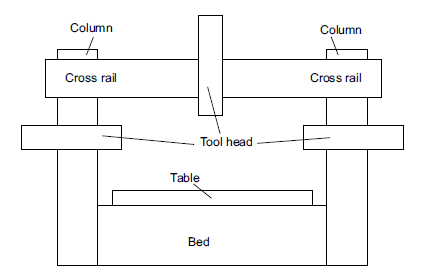 Column
Column
Cross rail
Cross rail
Tool head
Table
Bed